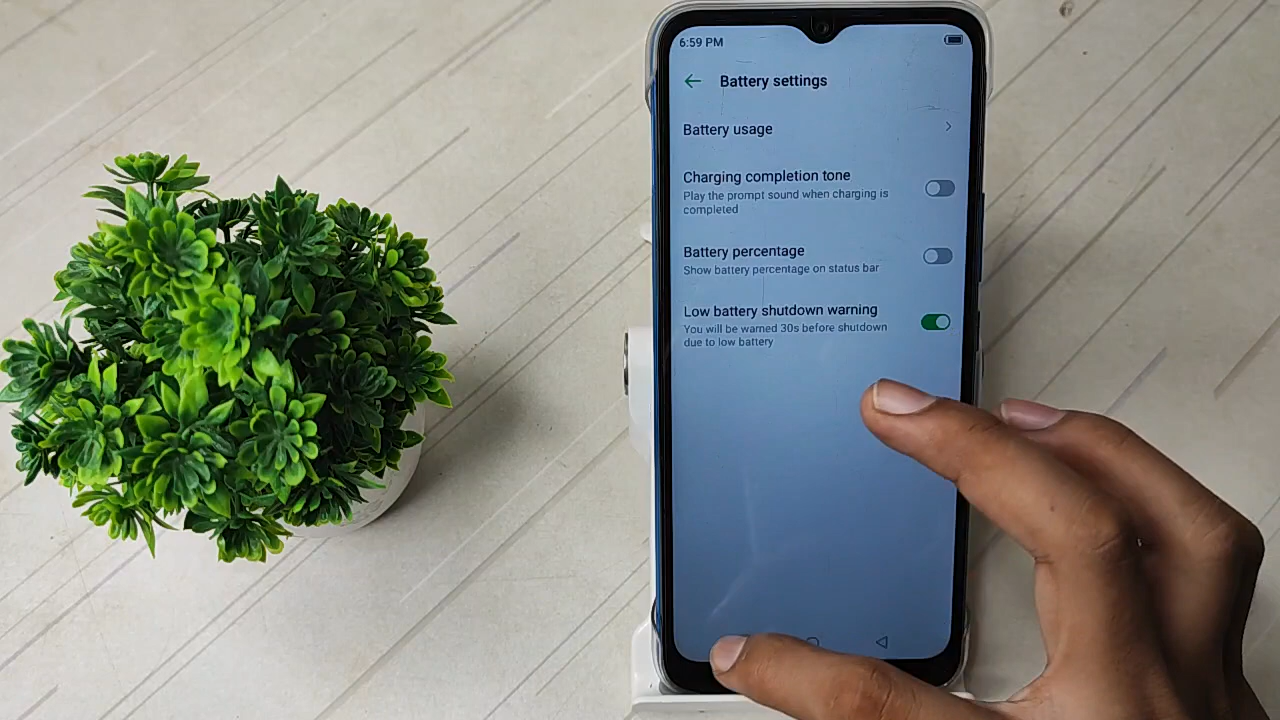 6:59 PM
Battery settings
Battery usage
Charging completion tone
Play the prompt sound when charging is
completed
Battery percentage
Show battery percentage on status bar
Low battery shutdown warning
You will be warned 30s before shutdown
due to low battery